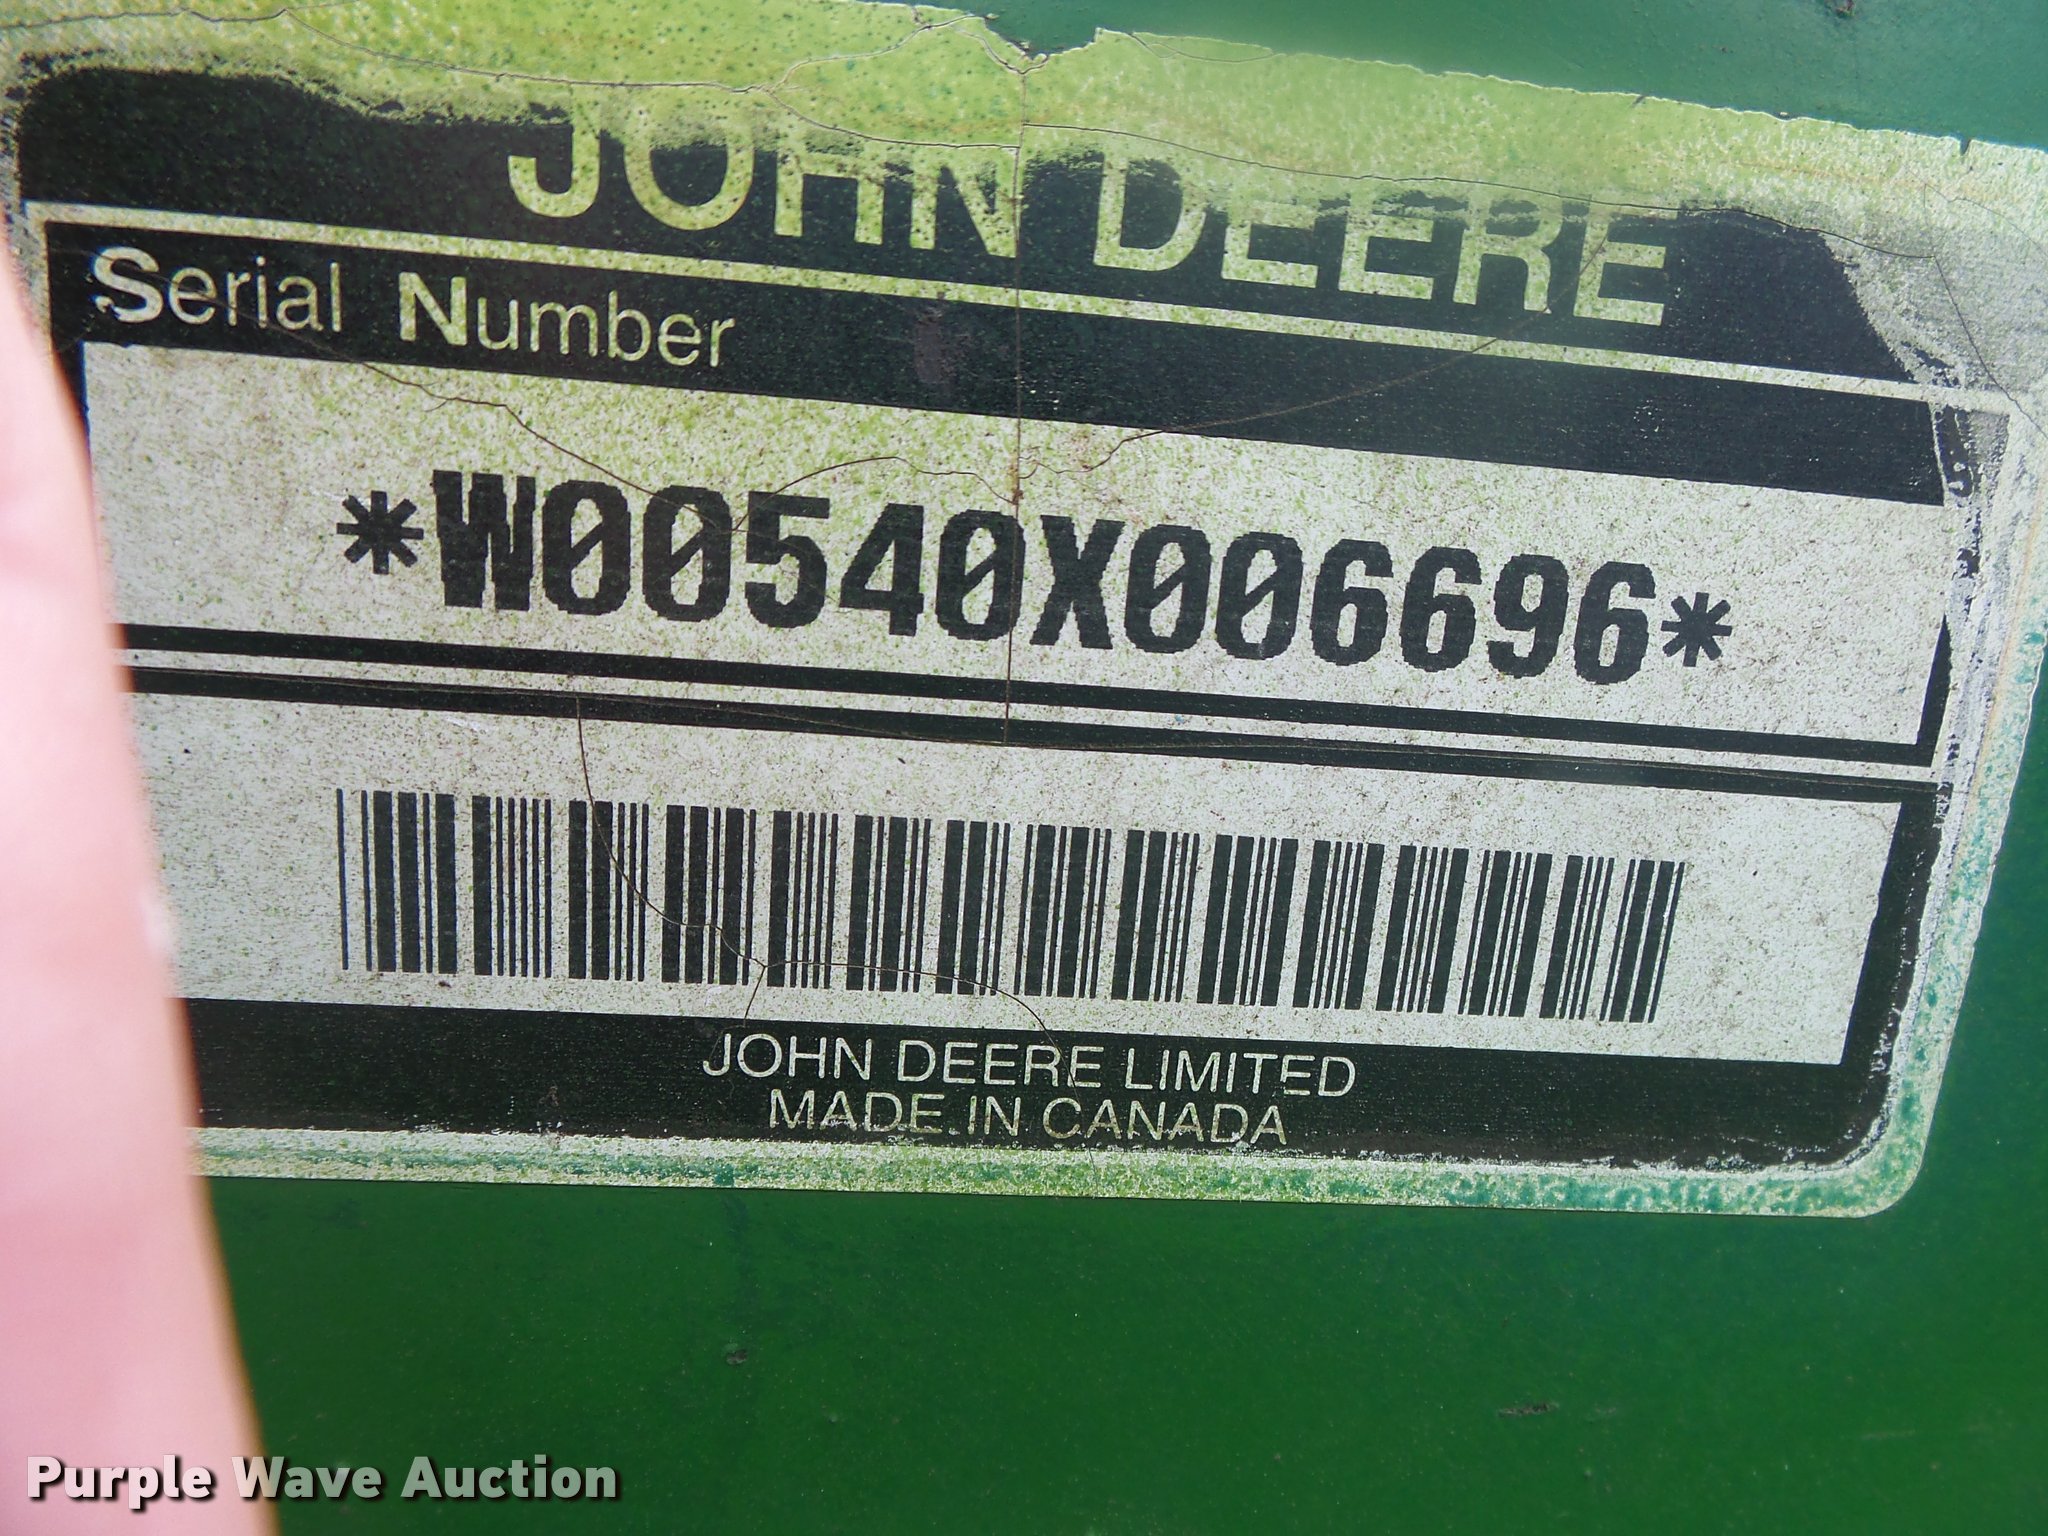 JOHN DEERE
Serial Number
*W00540X006696*
JOHN DEERE LIMITED
MADE IN CANADA
Purple Wave Auction